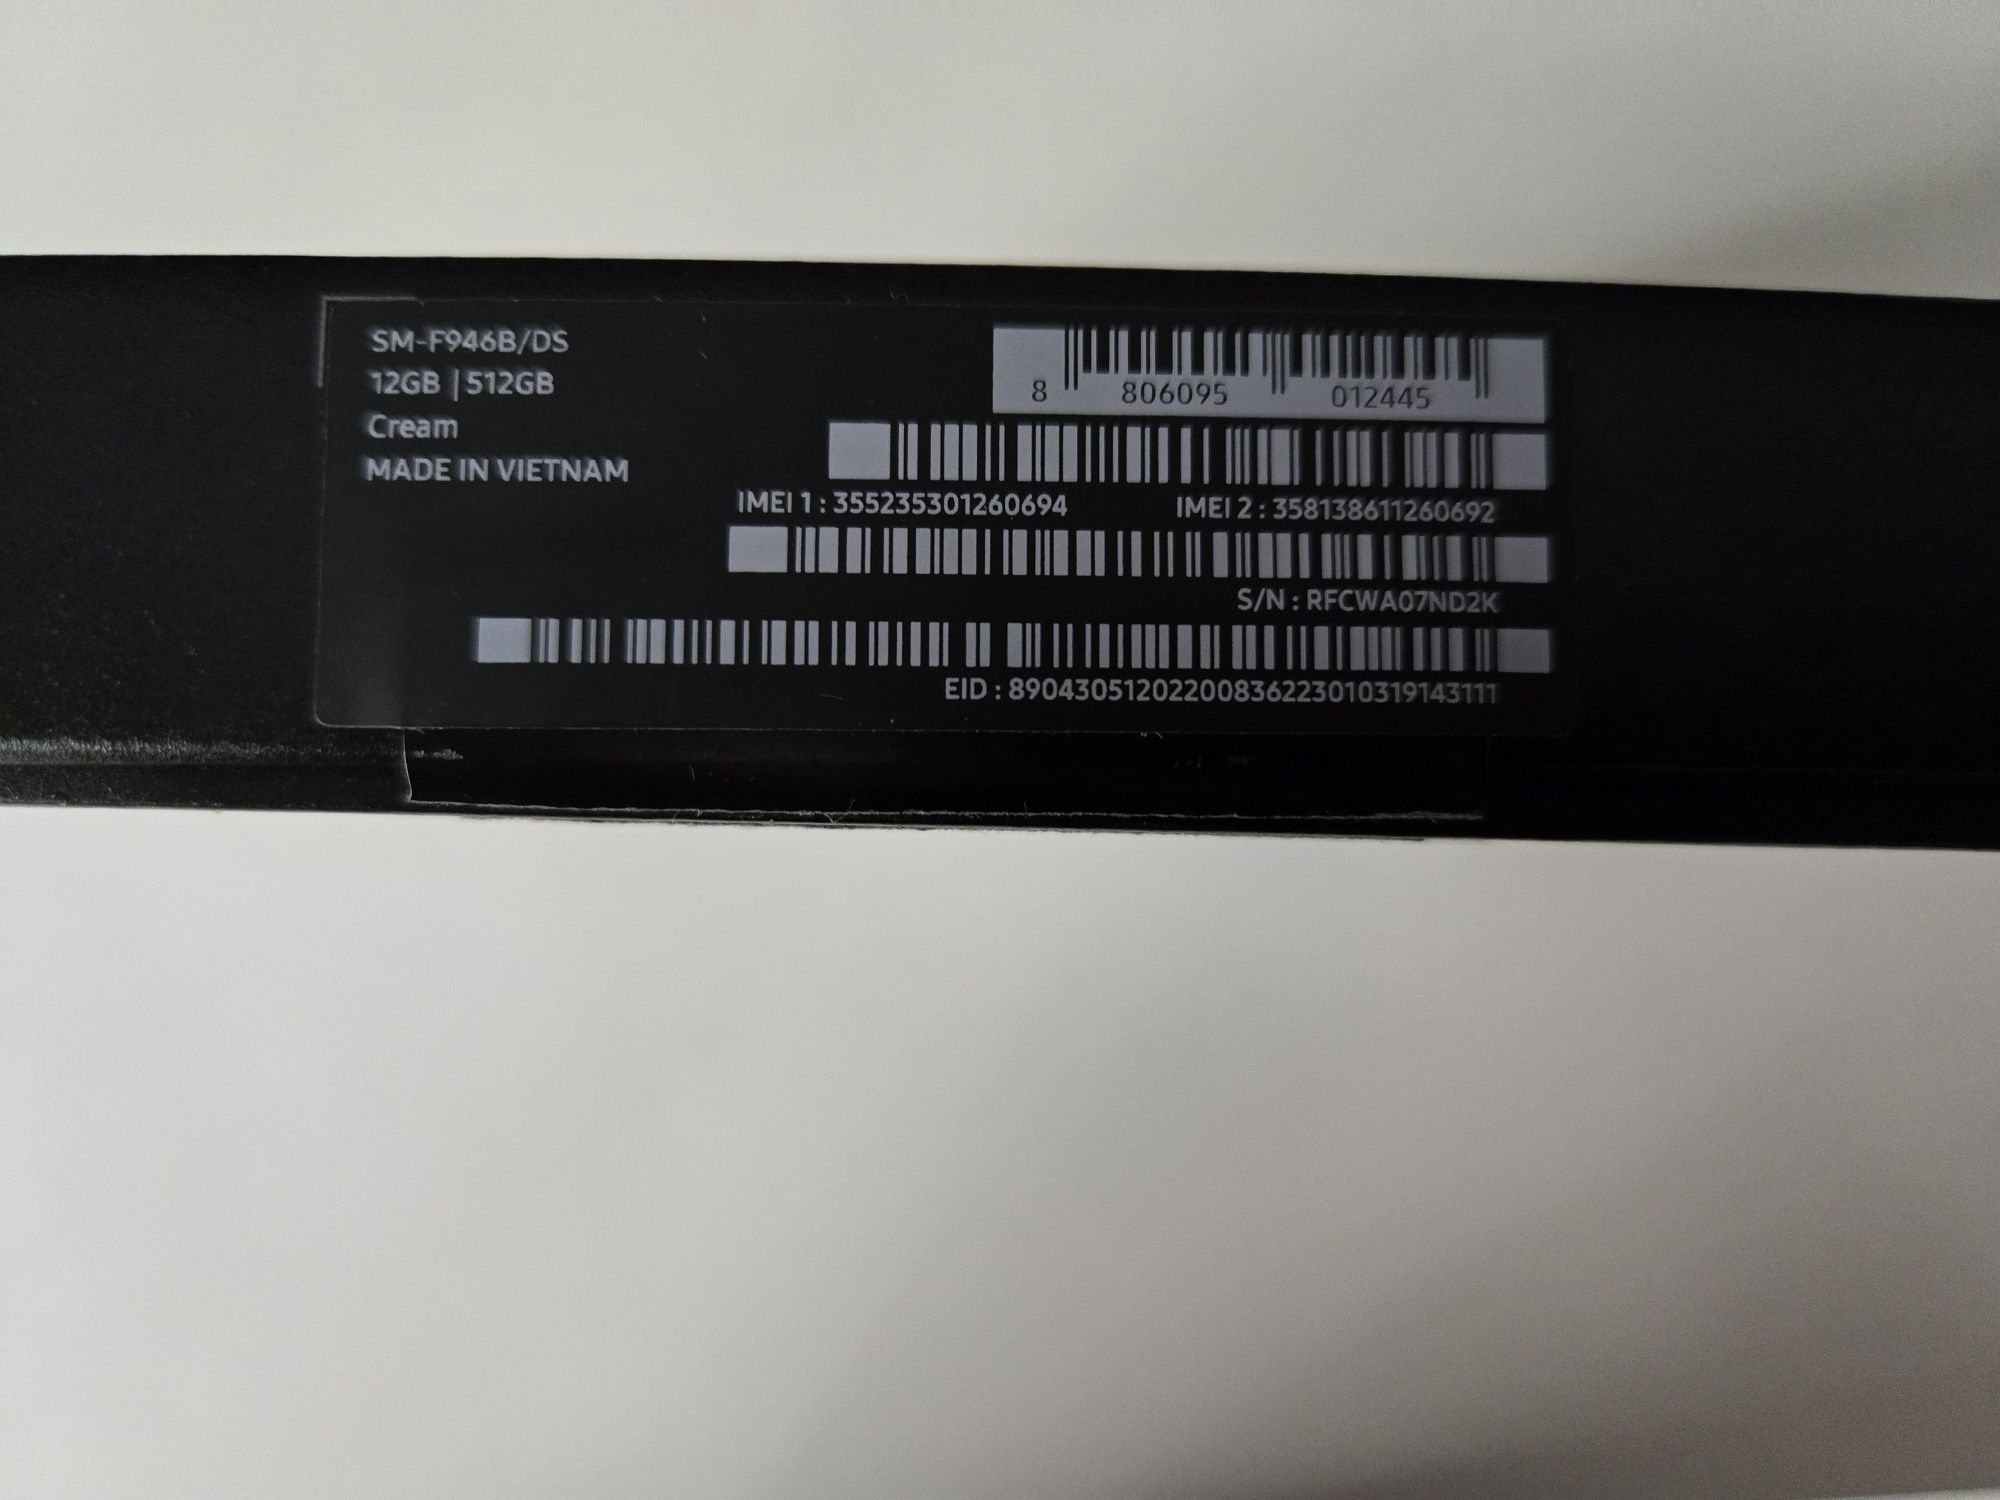 SM-F946B/DS
12GB | 512GB
Cream
MADE IN VIETNAM
8 806095 012445
IMEI 1 : 355235301260694 IMEI 2 : 358138611260692
S/N : RFCWA07ND2K
EID : 89043051202200836223010319143111